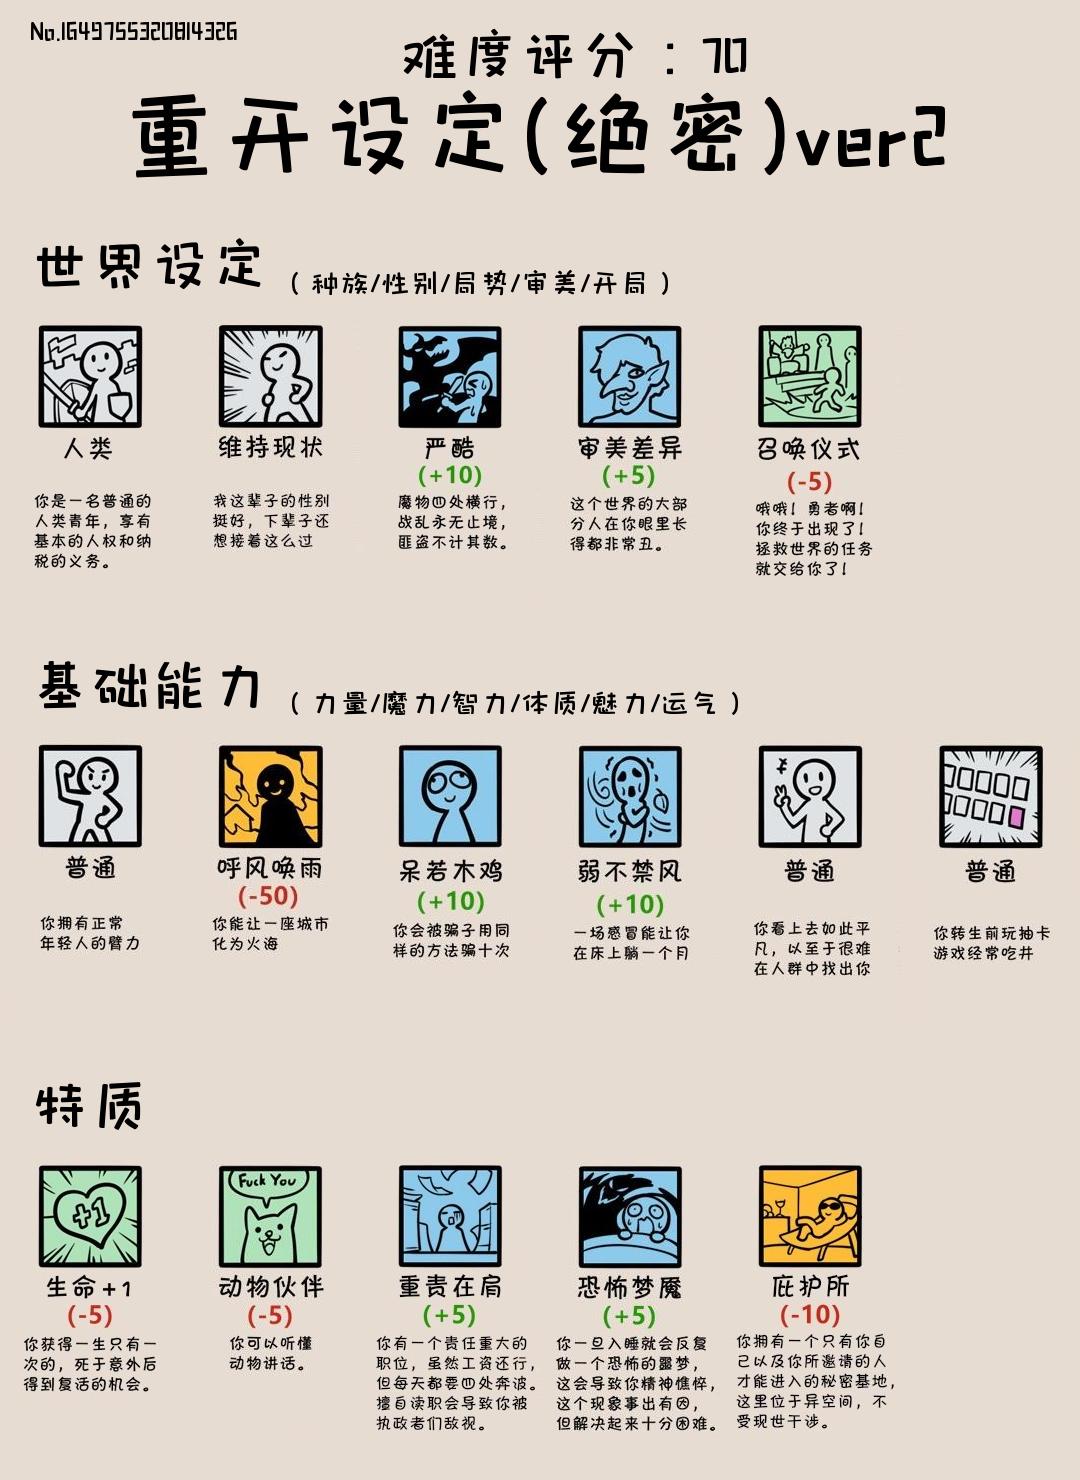 No.1649755320814326
难度评分：70
重开设定(绝密)ver2
世界设定 （种族/性别/局势/审美/开局）
人类
你是一名普通的
人类青年，享有
基本的人权和纳
税的义务。
维持现状
我这辈子的性别
挺好，下辈子还
想接着这么过
严酷
(+10)
魔物四处横行，
战乱永无止境，
匪盗不计其数。
审美差异
(+5)
这个世界的大部
分人在你眼里长
得都非常丑。
召唤仪式
(-5)
哦哦！勇者啊！
你终于出现了！
拯救世界的任务
就交给你了！
基础能力 （力量/魔力/智力/体质/魅力/运气）
普通
你拥有正常
年轻人的臂力
呼风唤雨
(-50)
你能让一座城市
化为火海
呆若木鸡
(+10)
你会被骗子用同
样的方法骗十次
弱不禁风
(+10)
一场感冒能让你
在床上躺一个月
普通
你看上去如此平
凡，以至于很难
在人群中找出你
普通
你转生前玩抽卡
游戏经常吃井
特质
+1
生命+1
(-5)
你获得一生只有一
次的，死于意外后
得到复活的机会。
Fuck You
动物伙伴
(-5)
你可以听懂
动物讲话。
重责在肩
(+5)
你有一个责任重大的
职位，虽然工资还行，
但每天都要四处奔波。
擅自渎职会导致你被
执政者们敌视。
恐怖梦魇
(+5)
你一旦入睡就会反复
做一个恐怖的噩梦，
这会导致你精神憔悴，
这个现象事出有因，
但解决起来十分困难。
庇护所
(-10)
你拥有一个只有你自
己以及你所邀请的人
才能进入的秘密基地，
这里位于异空间，不
受现世干涉。